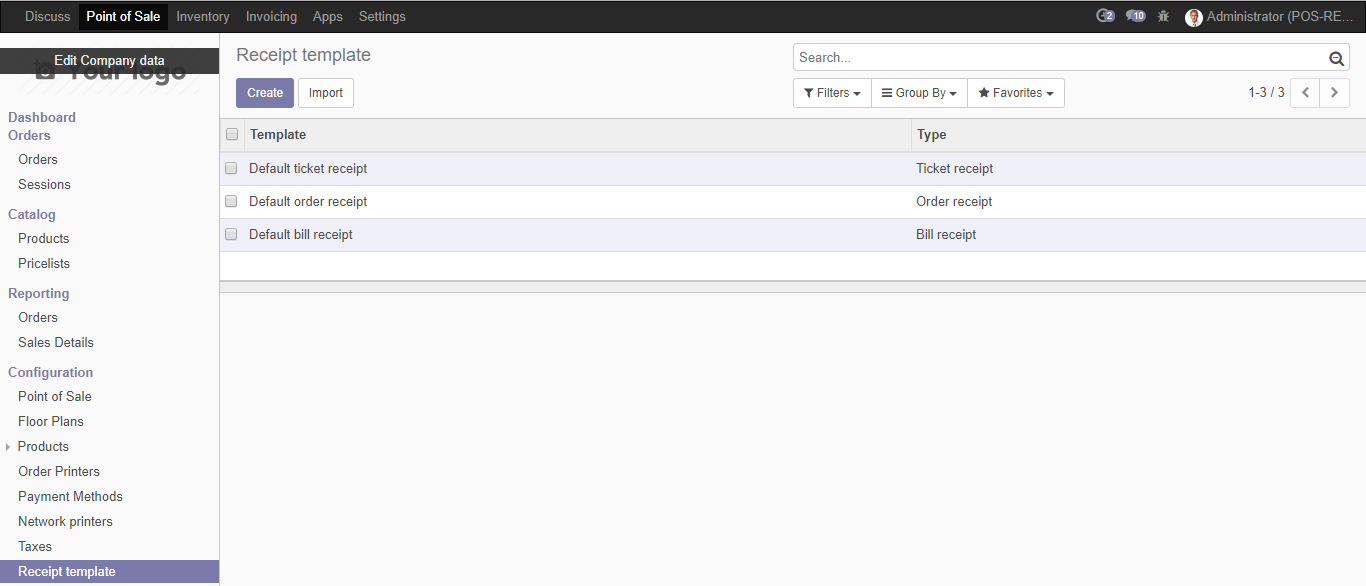 Discuss Point of Sale Inventory Invoicing Apps Settings 2 10 Administrator (POS-RE...
Edit Company data
Your logo
Dashboard
Orders
Orders
Sessions
Catalog
Products
Pricelists
Reporting
Orders
Sales Details
Configuration
Point of Sale
Floor Plans
Products
Order Printers
Payment Methods
Network printers
Taxes
Receipt template
Receipt template
Search...
Create Import
Filters Group By Favorites 1-3 / 3
Template Type
Default ticket receipt Ticket receipt
Default order receipt Order receipt
Default bill receipt Bill receipt